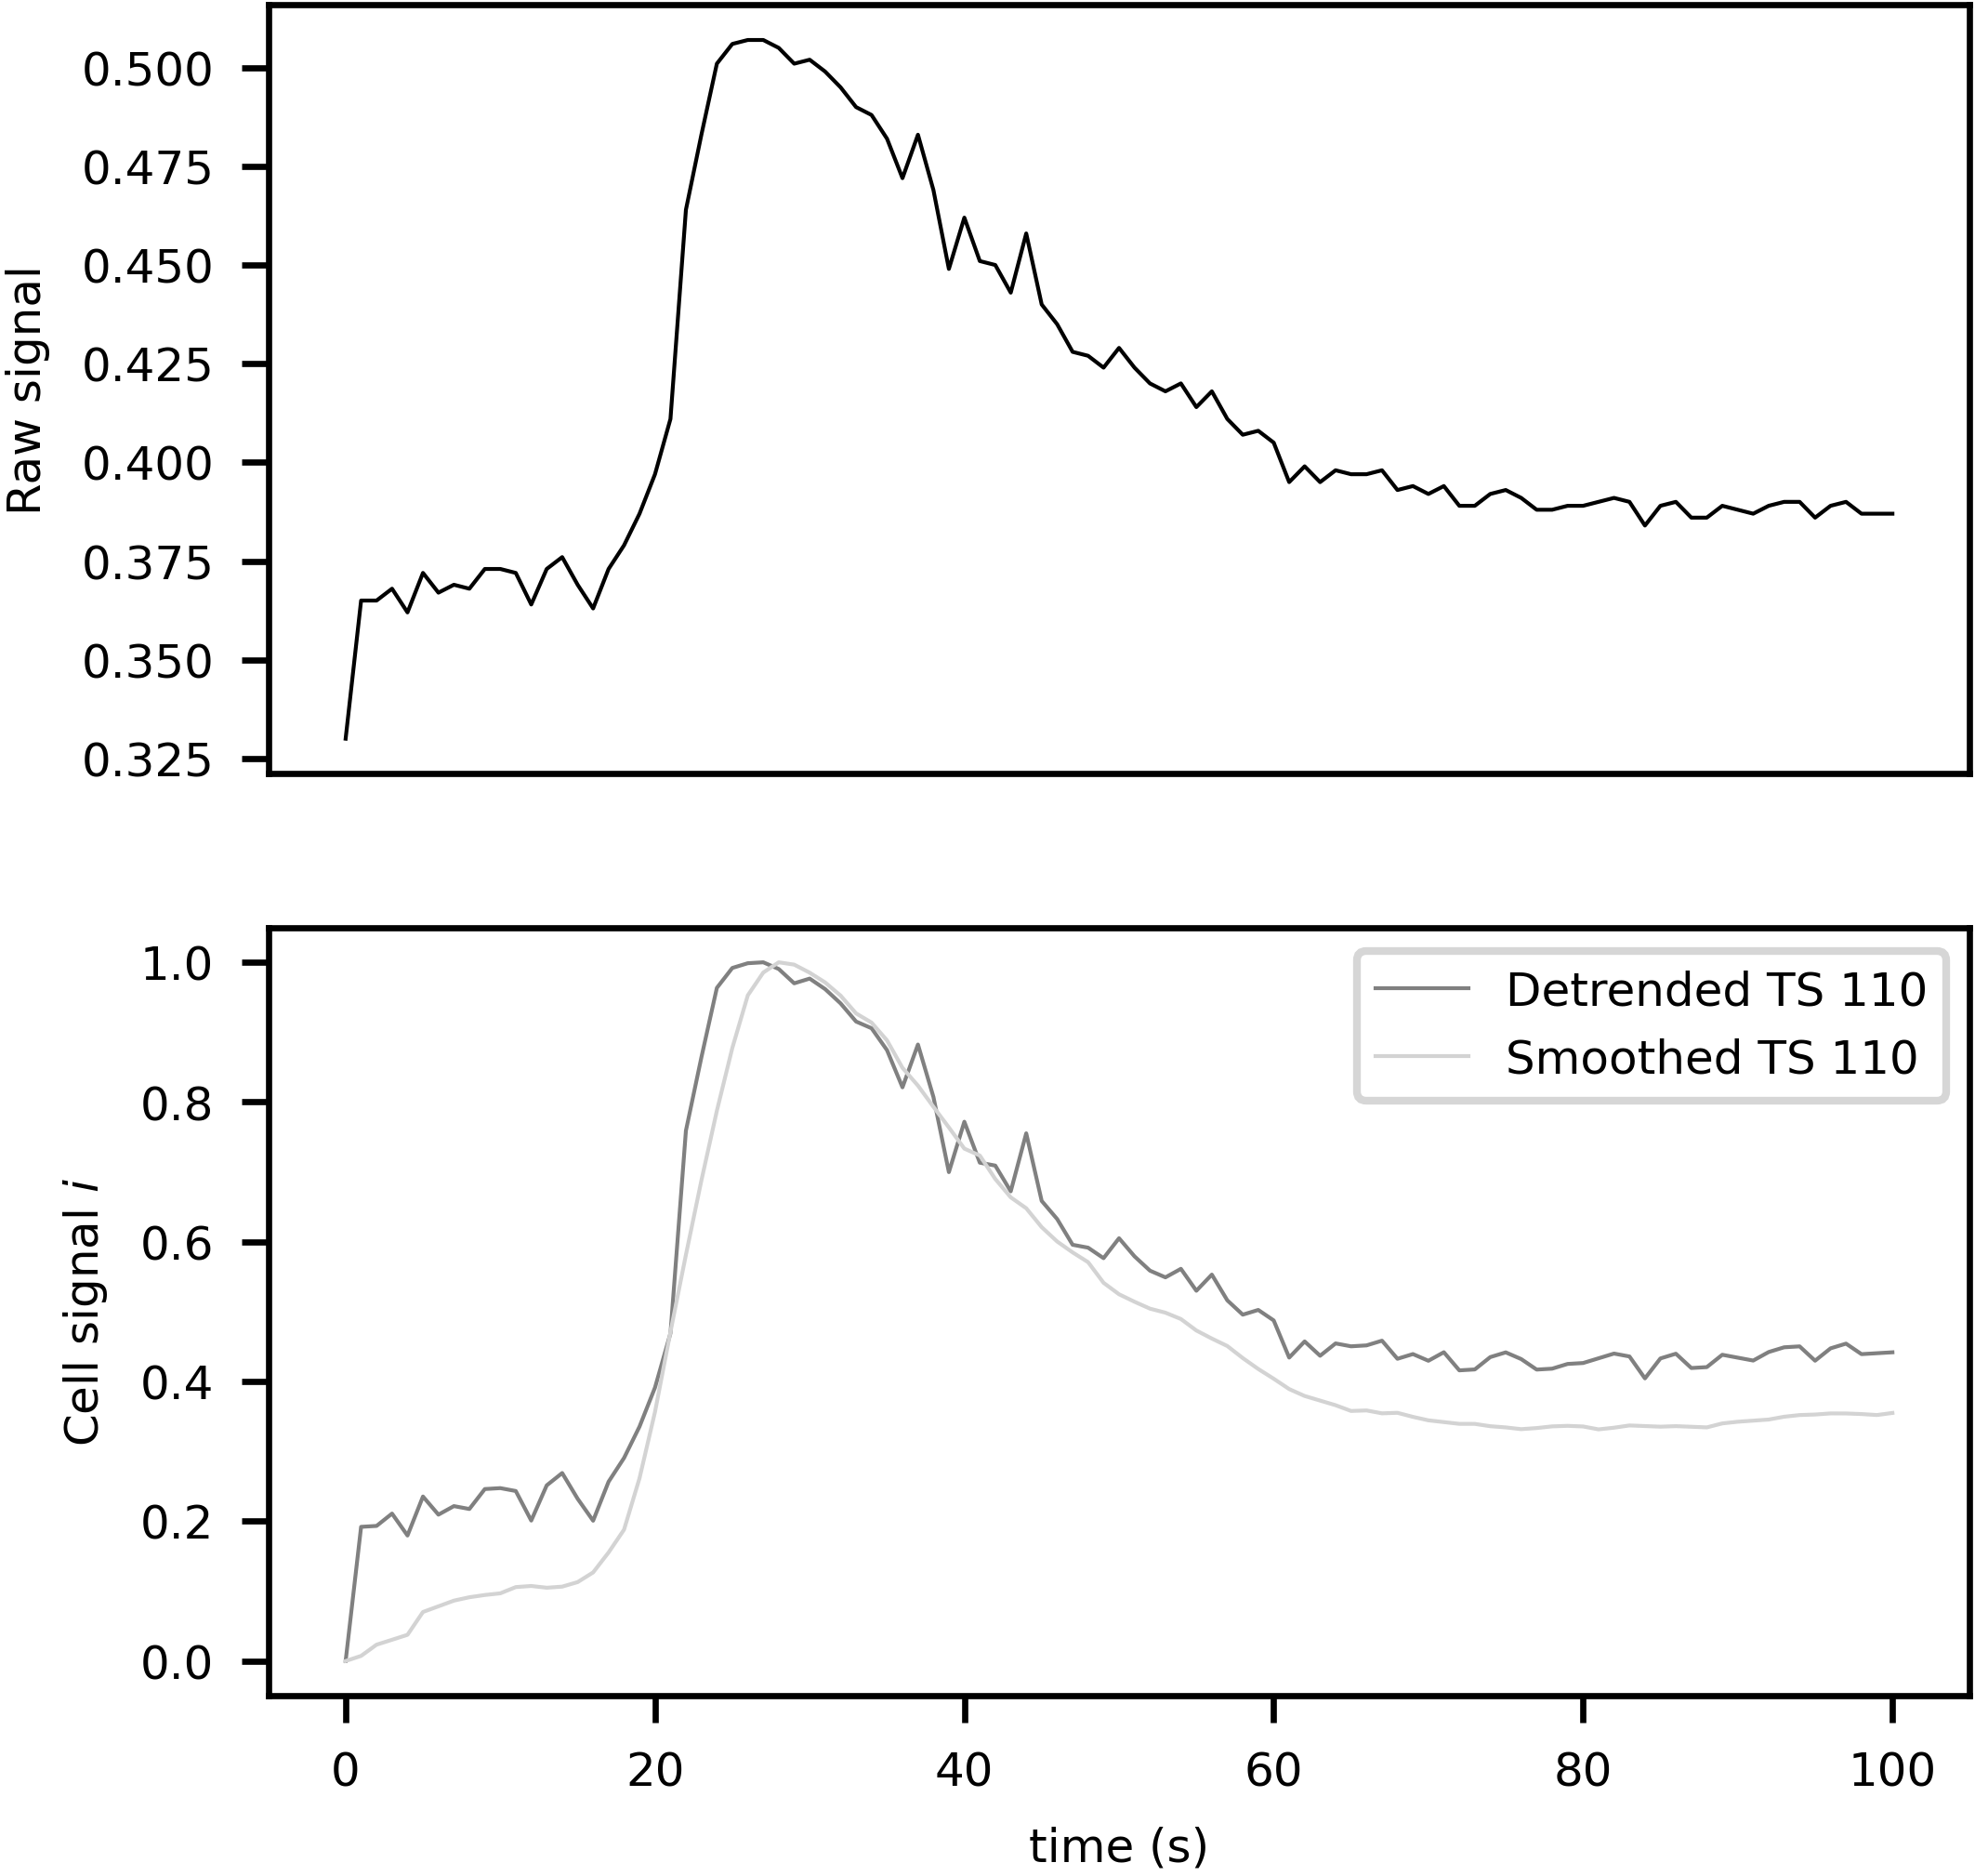 Raw signal
0.500
0.475
0.450
0.425
0.400
0.375
0.350
0.325
Cell signal i
1.0
0.8
0.6
0.4
0.2
0.0
Detrended TS 110
Smoothed TS 110
0 20 40 60 80 100
time (s)